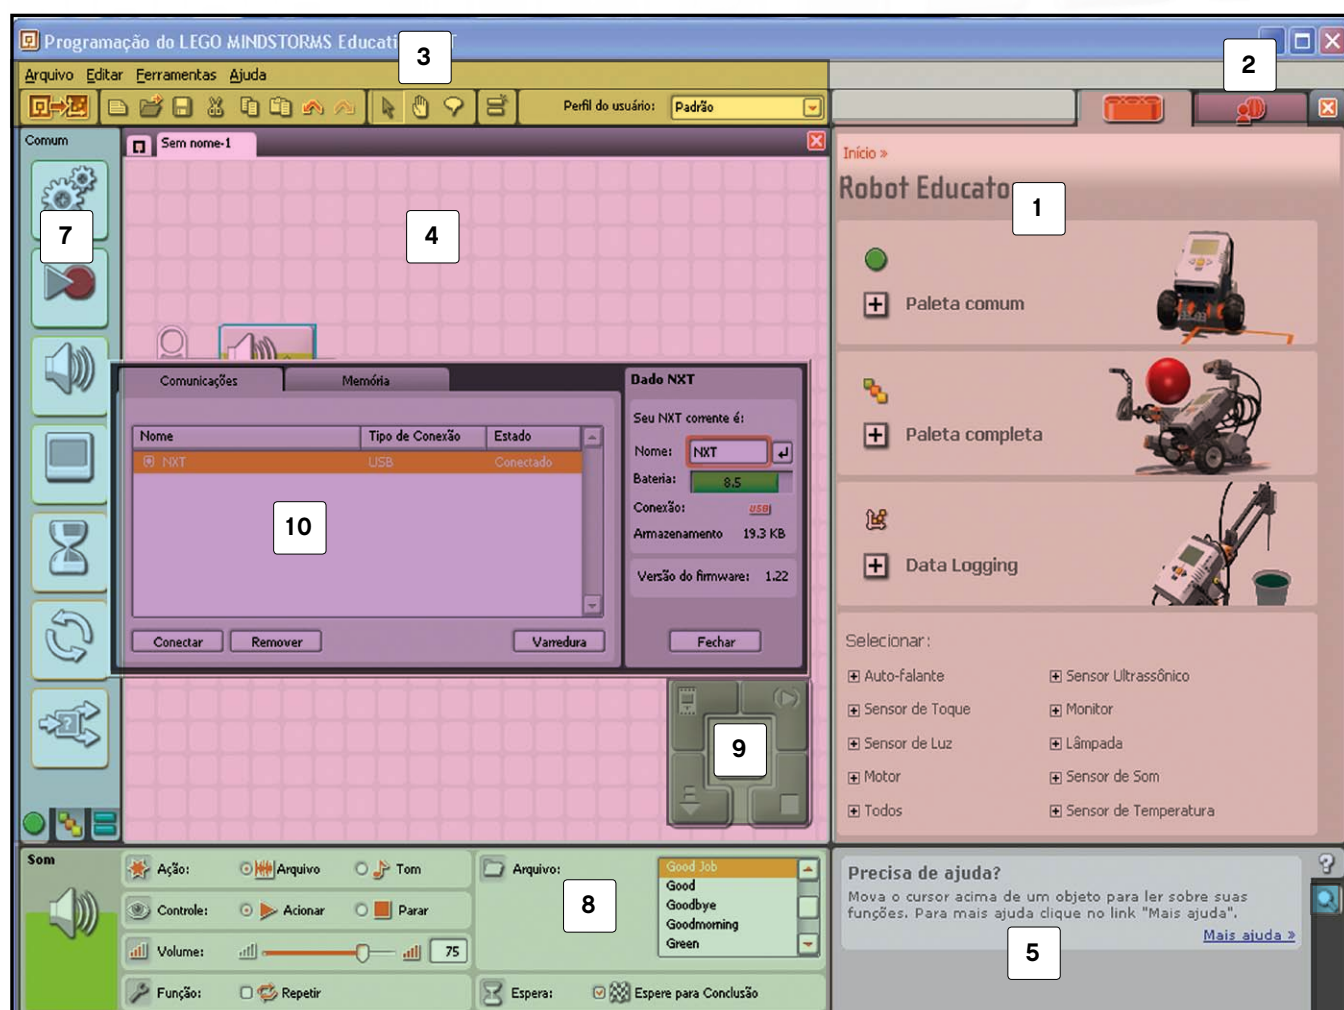 Programação do LEGO MINDSTORMS Educati T
3
2
Arquivo Editar Ferramentas Ajuda
Perfil do usuário: Padrão
Comum
Sem nome-1
7
4
Início »
Robot Educato
1
Paleta comum
Paleta completa
Data Logging
Selecionar:
Auto-falante
Sensor Ultrassônico
Sensor de Toque
Monitor
Sensor de Luz
Lâmpada
Motor
Sensor de Som
Todos
Sensor de Temperatura
Comunicações
Memória
Nome
Tipo de Conexão
Estado
NXT
USB
Conectado
10
Conectar
Remover
Varredura
Dado NXT
Seu NXT corrente é:
Nome: NXT
Bateria: 8.5
Conexão: USB
Armazenamento 19.3 KB
Versão do firmware: 1.22
Fechar
9
Som
Ação: Arquivo Tom
Controle: Acionar Parar
Volume: 75
Função: Repetir
Arquivo:
8
Good Job
Good
Goodbye
Goodmorning
Green
Espera: Espere para Conclusão
Precisa de ajuda?
Mova o cursor acima de um objeto para ler sobre suas
funções. Para mais ajuda clique no link "Mais ajuda".
Mais ajuda »
5
?